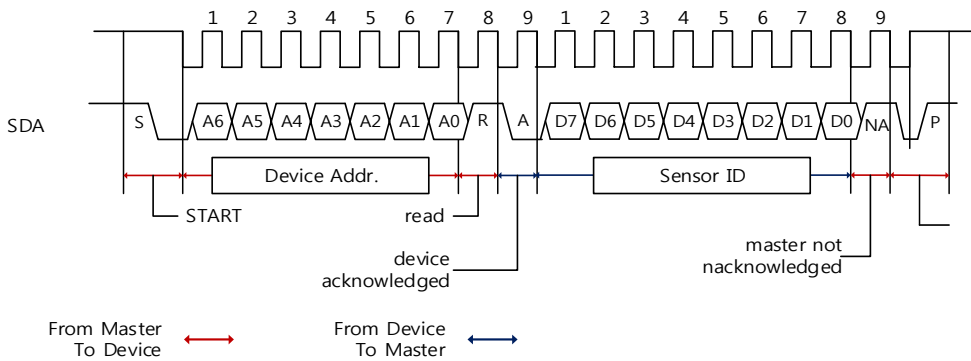 1 2 3 4 5 6 7 8 9 1 2 3 4 5 6 7 8 9
SDA S A6 A5 A4 A3 A2 A1 A0 R A D7 D6 D5 D4 D3 D2 D1 D0 NA P
Device Addr. Sensor ID
START read
device
acknowledged
master not
nacknowledged
From Master
To Device
From Device
To Master